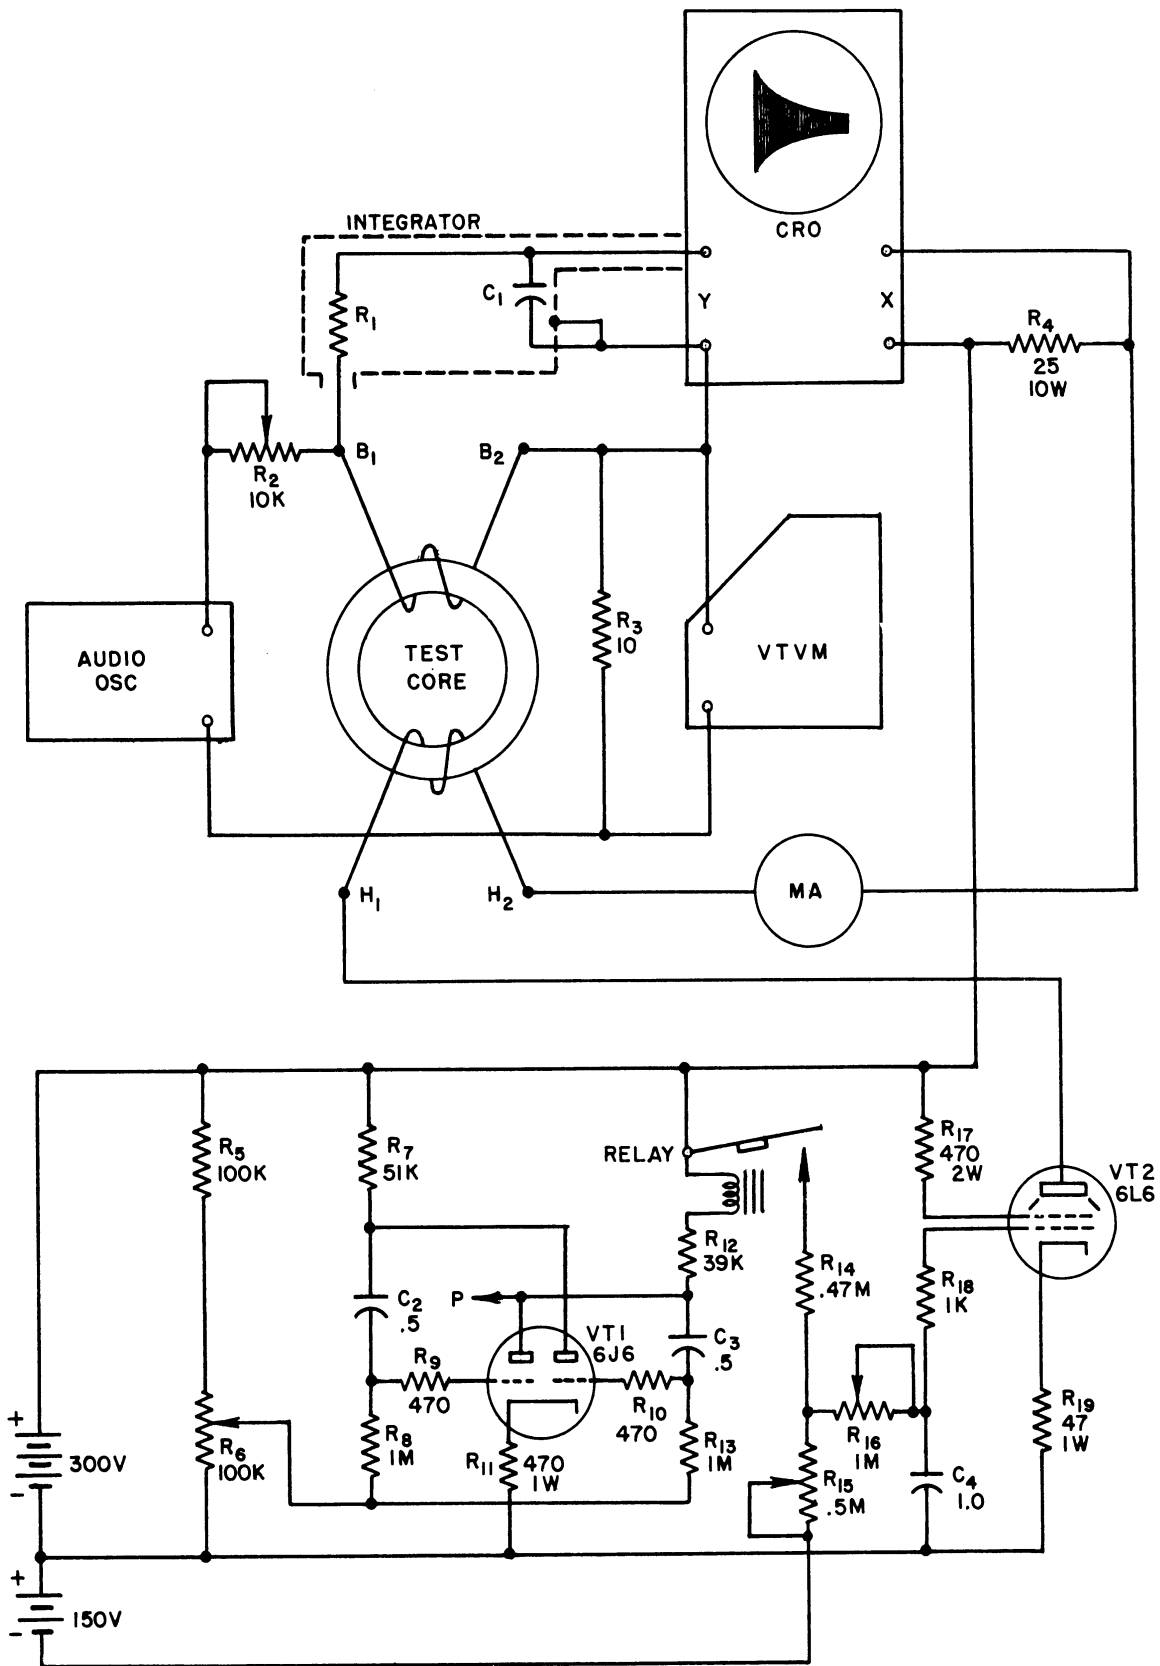 INTEGRATOR
CRO
C1
R1
Y
X
R4
25
10W
R2
10K
B1
B2
AUDIO
OSC
TEST
CORE
R3
10
VTVM
H1
H2
MA
R5
100K
R7
51K
RELAY
R17
470
2W
VT2
6L6
R12
39K
R14
.47M
R18
1K
P
C2
.5
VT1
6J6
C3
.5
R9
470
R10
470
R6
100K
R8
1M
R11
470
1W
R13
1M
R16
1M
R15
.5M
C4
1.0
R19
47
1W
+
300V
-
+
150V
-